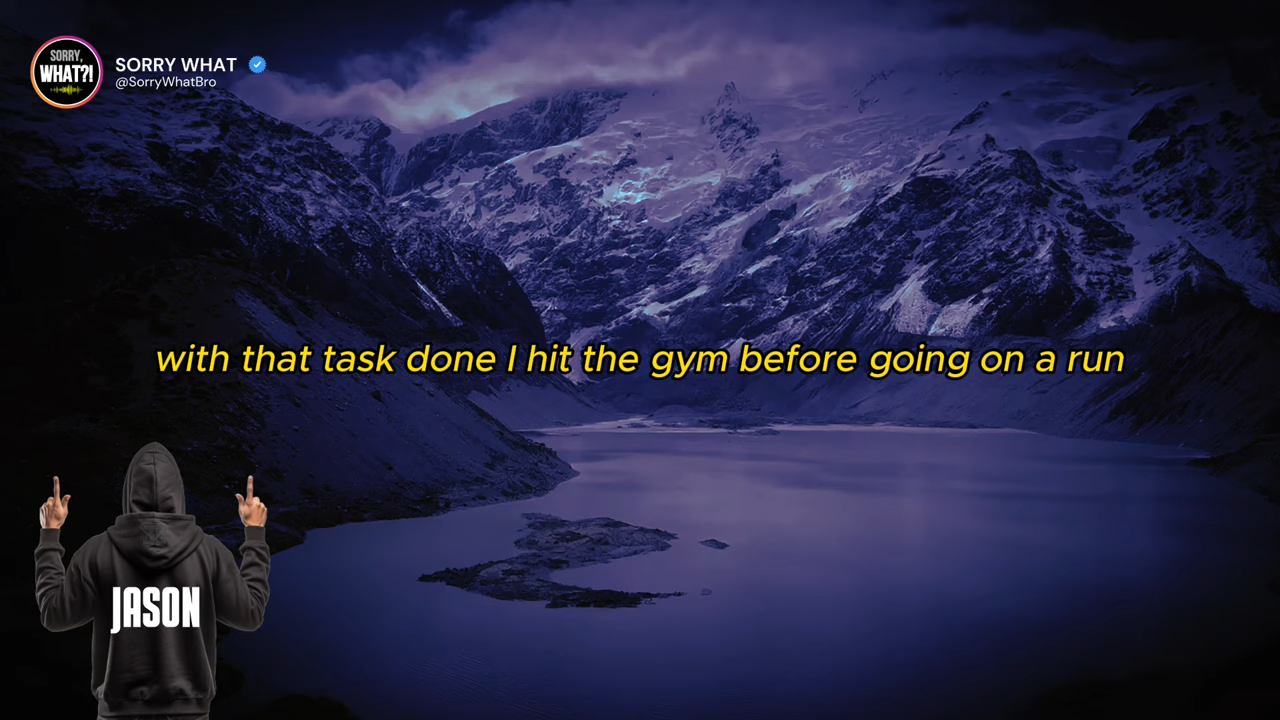 SORRY,
WHAT?!
SORRY WHAT
@SorryWhatBro
with that task done I hit the gym before going on a run
JASON